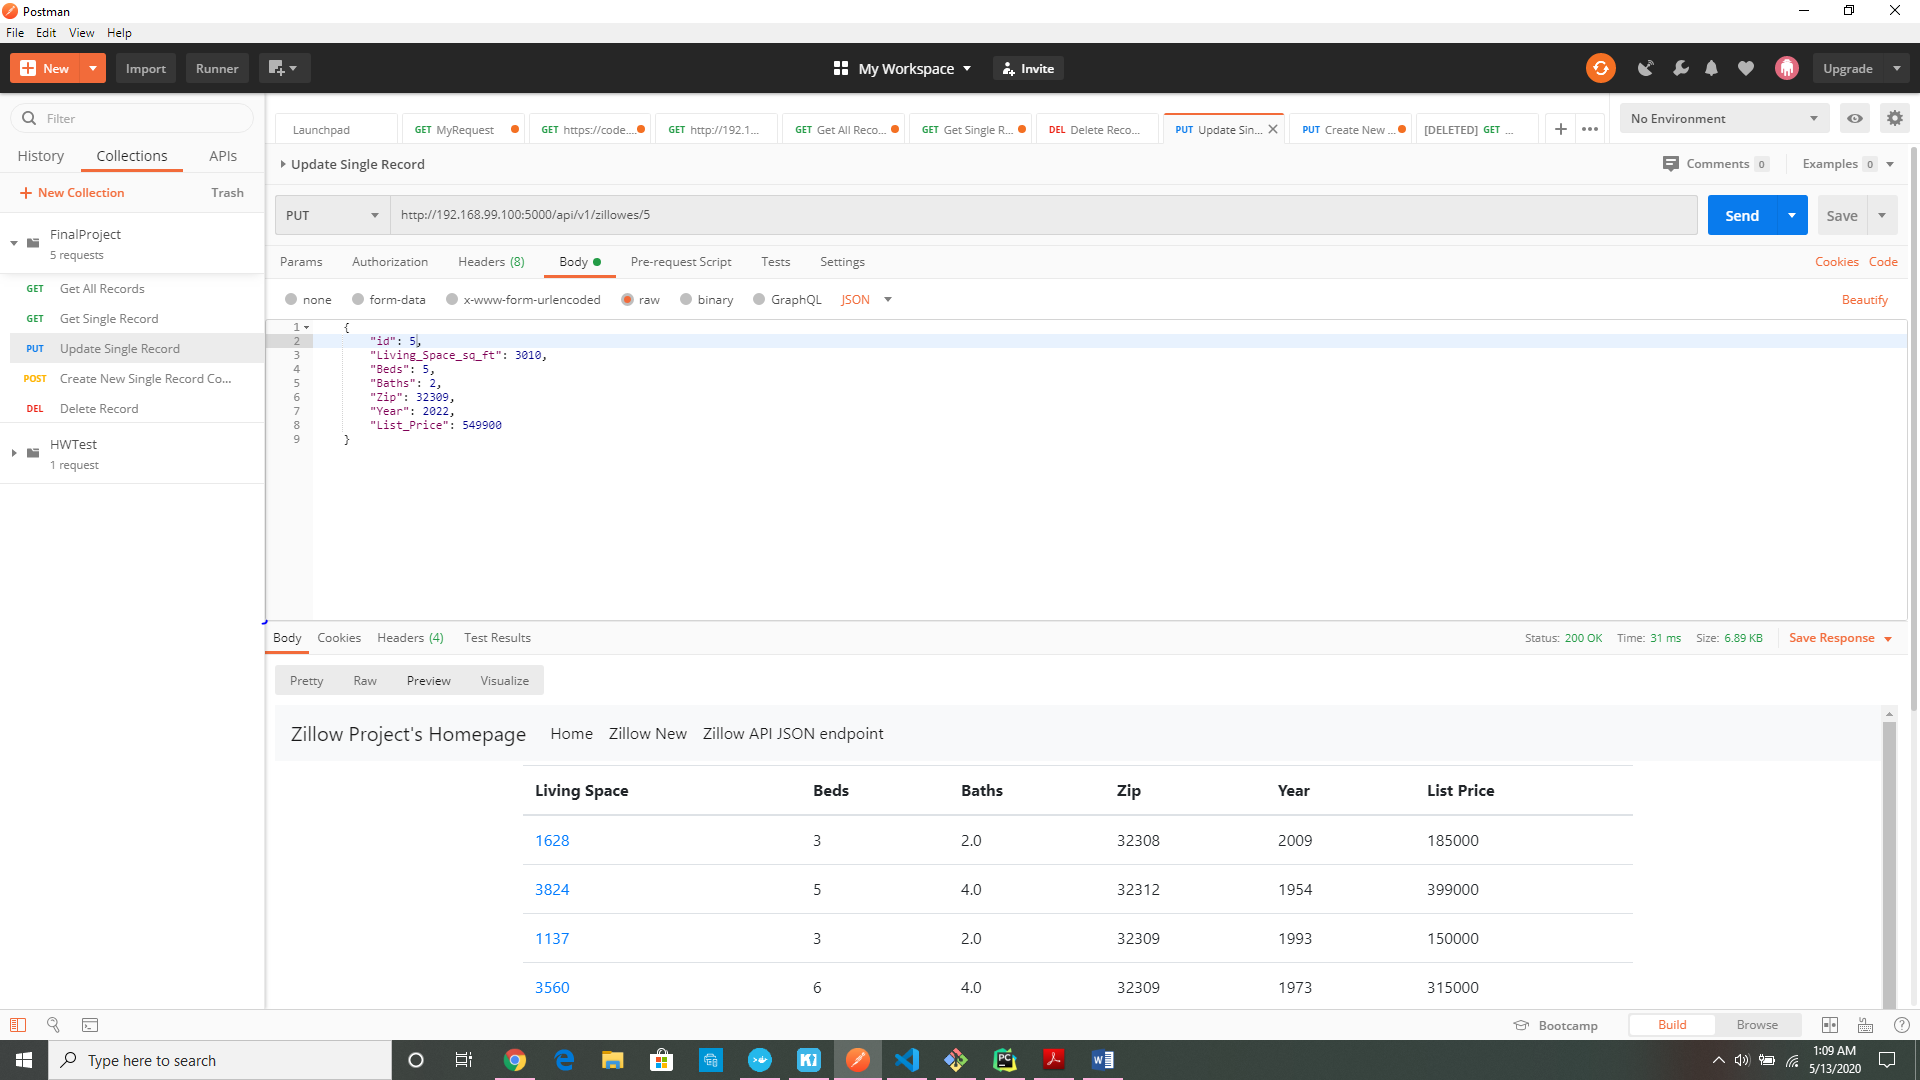 Postman
File Edit View Help
New Import Runner My Workspace Invite Upgrade
Filter
History Collections APIs
New Collection Trash
FinalProject
5 requests
GET Get All Records
GET Get Single Record
PUT Update Single Record
POST Create New Single Record Co...
DEL Delete Record
HWTest
1 request
Launchpad GET MyRequest GET https://code.... GET http://192.1... GET Get All Reco... GET Get Single R... DEL Delete Reco... PUT Update Sin... PUT Create New ... [DELETED] GET ... No Environment
Update Single Record Comments 0 Examples 0
PUT http://192.168.99.100:5000/api/v1/zillowes/5 Send Save
Params Authorization Headers (8) Body Pre-request Script Tests Settings Cookies Code
none form-data x-www-form-urlencoded raw binary GraphQL JSON Beautify
1 {
2 "id": 5,
3 "Living_Space_sq_ft": 3010,
4 "Beds": 5,
5 "Baths": 2,
6 "Zip": 32309,
7 "Year": 2022,
8 "List_Price": 549900
9 }
Body Cookies Headers (4) Test Results Status: 200 OK Time: 31 ms Size: 6.89 KB Save Response
Pretty Raw Preview Visualize
Zillow Project's Homepage Home Zillow New Zillow API JSON endpoint
Living Space Beds Baths Zip Year List Price
1628 3 2.0 32308 2009 185000
3824 5 4.0 32312 1954 399000
1137 3 2.0 32309 1993 150000
3560 6 4.0 32309 1973 315000
Bootcamp Build Browse
Type here to search
1:09 AM
5/13/2020